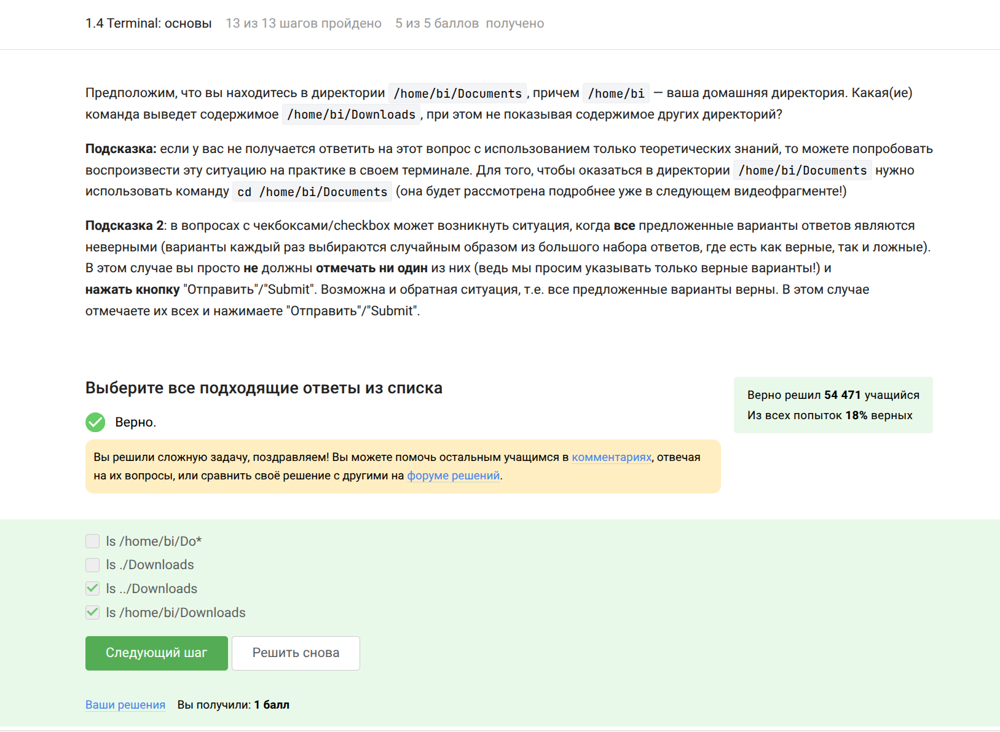 1.4 Terminal: основы 13 из 13 шагов пройдено 5 из 5 баллов получено
Предположим, что вы находитесь в директории /home/bi/Documents, причем /home/bi — ваша домашняя директория. Какая(ие)
команда выведет содержимое /home/bi/Downloads, при этом не показывая содержимое других директорий?
Подсказка: если у вас не получается ответить на этот вопрос с использованием только теоретических знаний, то можете попробовать
воспроизвести эту ситуацию на практике в своем терминале. Для того, чтобы оказаться в директории /home/bi/Documents нужно
использовать команду cd /home/bi/Documents (она будет рассмотрена подробнее уже в следующем видеофрагменте!)
Подсказка 2: в вопросах с чекбоксами/checkbox может возникнуть ситуация, когда все предложенные варианты ответов являются
неверными (варианты каждый раз выбираются случайным образом из большого набора ответов, где есть как верные, так и ложные).
В этом случае вы просто не должны отмечать ни один из них (ведь мы просим указывать только верные варианты!) и
нажать кнопку "Отправить"/"Submit". Возможна и обратная ситуация, т.е. все предложенные варианты верны. В этом случае
отмечаете их всех и нажимаете "Отправить"/"Submit".
Выберите все подходящие ответы из списка
Верно решил 54 471 учащийся
Из всех попыток 18% верных
Верно.
Вы решили сложную задачу, поздравляем! Вы можете помочь остальным учащимся в комментариях, отвечая
на их вопросы, или сравнить своё решение с другими на форуме решений.
ls /home/bi/Do*
ls ./Downloads
ls ../Downloads
ls /home/bi/Downloads
Следующий шаг Решить снова
Ваши решения Вы получили: 1 балл